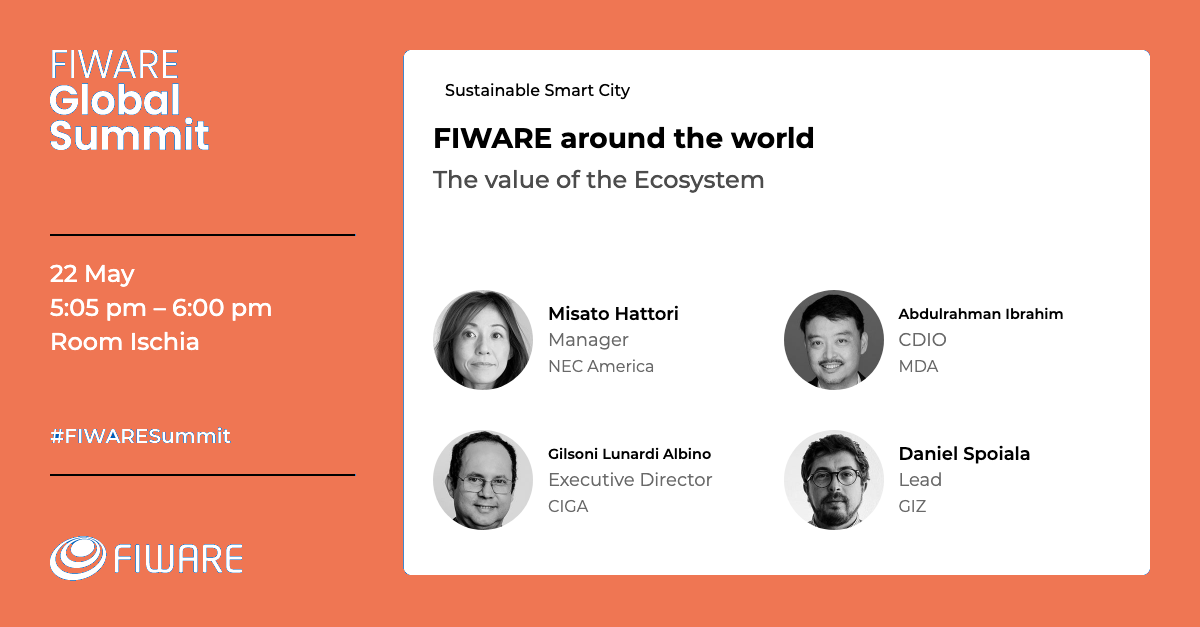 FIWARE
Global
Summit
22 May
5:05 pm – 6:00 pm
Room Ischia
#FIWARESummit
FIWARE
Sustainable Smart City
FIWARE around the world
The value of the Ecosystem
Misato Hattori
Manager
NEC America
Abdulrahman Ibrahim
CDIO
MDA
Gilsoni Lunardi Albino
Executive Director
CIGA
Daniel Spoiala
Lead
GIZ